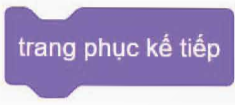 trang phục kế tiếp